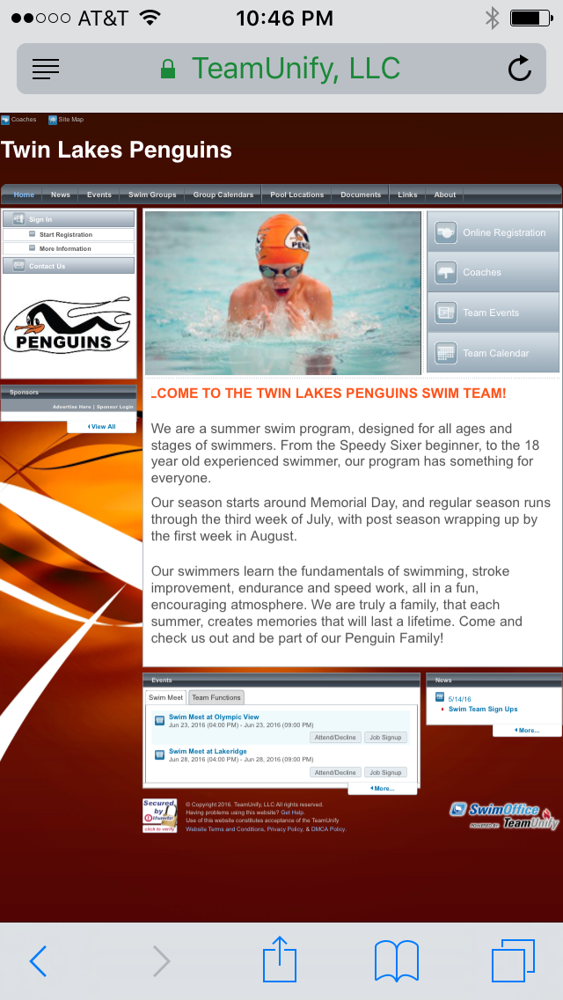 AT&T 10:46 PM
TeamUnify, LLC
Coaches Site Map
Twin Lakes Penguins
Home News Events Swim Groups Group Calendars Pool Locations Documents Links About
Sign In
Start Registration
More Information
Contact Us
PENGUINS
Sponsors
Advertise Here | Sponsor Login
View All
PENGU
Online Registration
Coaches
Team Events
Team Calendar
LCOME TO THE TWIN LAKES PENGUINS SWIM TEAM!
We are a summer swim program, designed for all ages and
stages of swimmers. From the Speedy Sixer beginner, to the 18
year old experienced swimmer, our program has something for
everyone.
Our season starts around Memorial Day, and regular season runs
through the third week of July, with post season wrapping up by
the first week in August.
Our swimmers learn the fundamentals of swimming, stroke
improvement, endurance and speed work, all in a fun,
encouraging atmosphere. We are truly a family, that each
summer, creates memories that will last a lifetime. Come and
check us out and be part of our Penguin Family!
Events
Swim Meet Team Functions
Swim Meet at Olympic View
Jun 23, 2016 (04:00 PM) - Jun 23, 2016 (09:00 PM)
Attend/Decline Job Signup
Swim Meet at Lakeridge
Jun 28, 2016 (04:00 PM) - Jun 28, 2016 (09:00 PM)
Attend/Decline Job Signup
More...
News
5/14/16
Swim Team Sign Ups
More...
Secured
by
thawte
click to verify
© Copyright 2016. TeamUnify, LLC All rights reserved.
Having problems using this website? Get Help.
Use of this website constitutes acceptance of the TeamUnify
Website Terms and Conditions, Privacy Policy, & DMCA Policy.
SwimOffice
POWERED BY TeamUnify